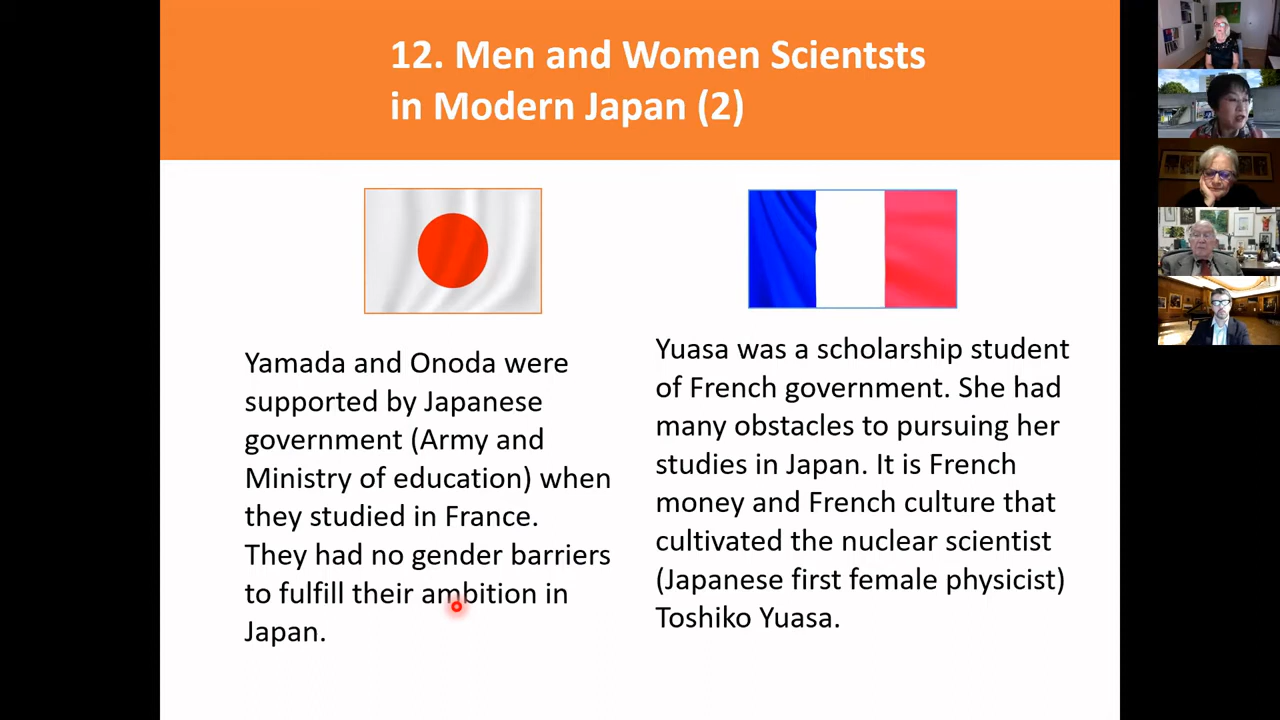 12. Men and Women Scientsts
in Modern Japan (2)
Yamada and Onoda were
supported by Japanese
government (Army and
Ministry of education) when
they studied in France.
They had no gender barriers
to fulfill their ambition in
Japan.
Yuasa was a scholarship student
of French government. She had
many obstacles to pursuing her
studies in Japan. It is French
money and French culture that
cultivated the nuclear scientist
(Japanese first female physicist)
Toshiko Yuasa.